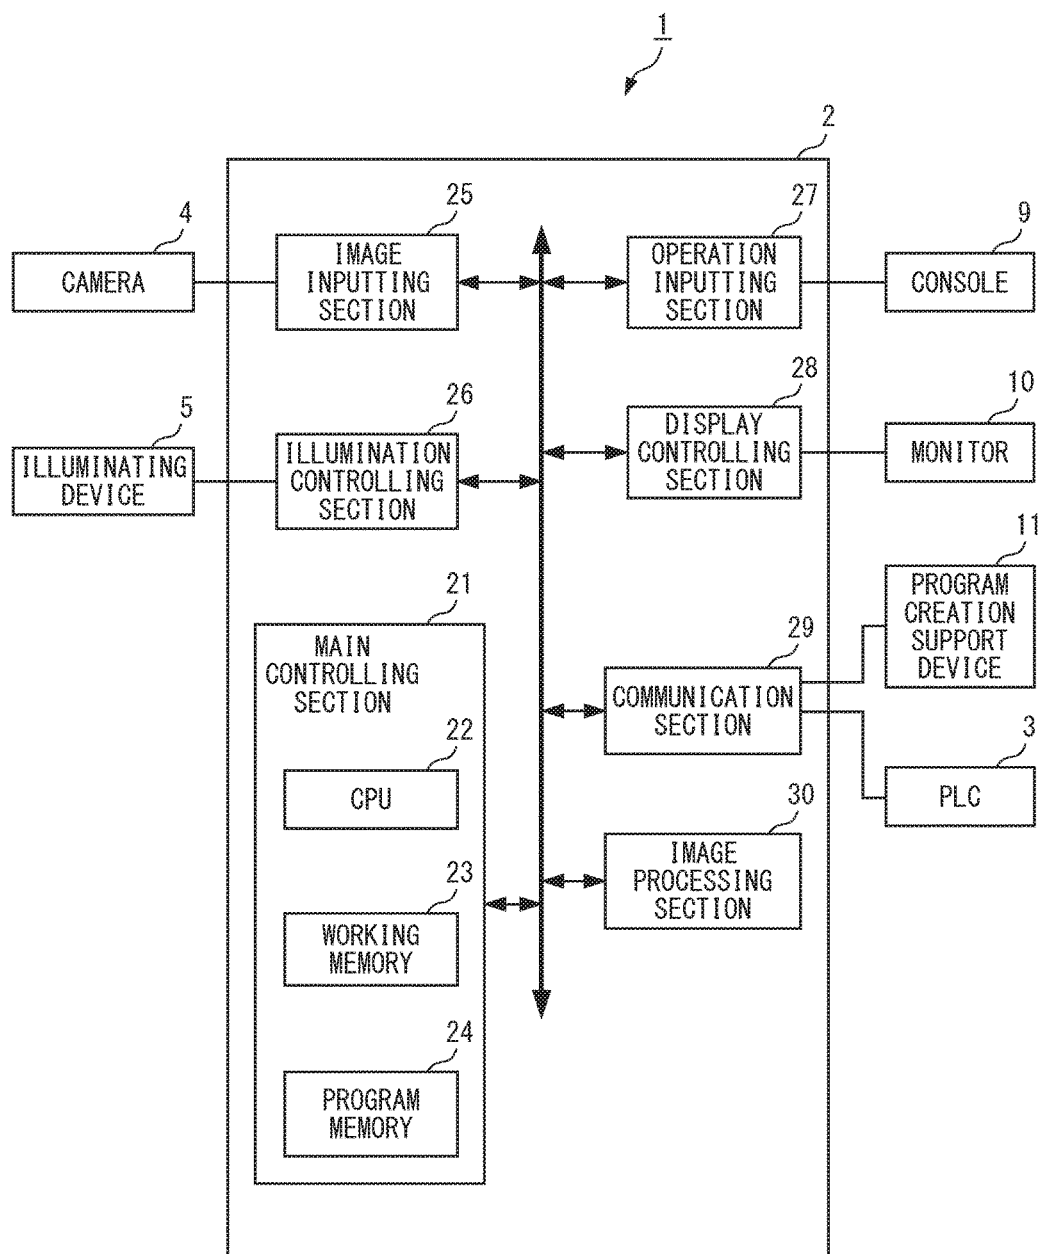 1
2
25
IMAGE
INPUTTING
SECTION
27
OPERATION
INPUTTING
SECTION
4
CAMERA
9
CONSOLE
26
ILLUMINATION
CONTROLLING
SECTION
28
DISPLAY
CONTROLLING
SECTION
5
ILLUMINATING
DEVICE
10
MONITOR
11
PROGRAM
CREATION
SUPPORT
DEVICE
21
MAIN
CONTROLLING
SECTION
29
COMMUNICATION
SECTION
22
CPU
3
PLC
30
IMAGE
PROCESSING
SECTION
23
WORKING
MEMORY
24
PROGRAM
MEMORY